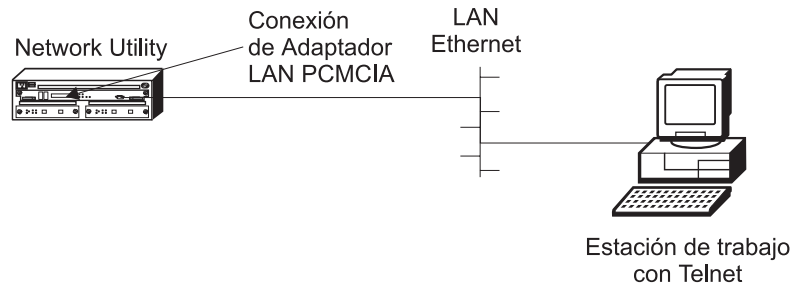 Network Utility
Conexión
de Adaptador
LAN PCMCIA
LAN
Ethernet
Estación de trabajo
con Telnet